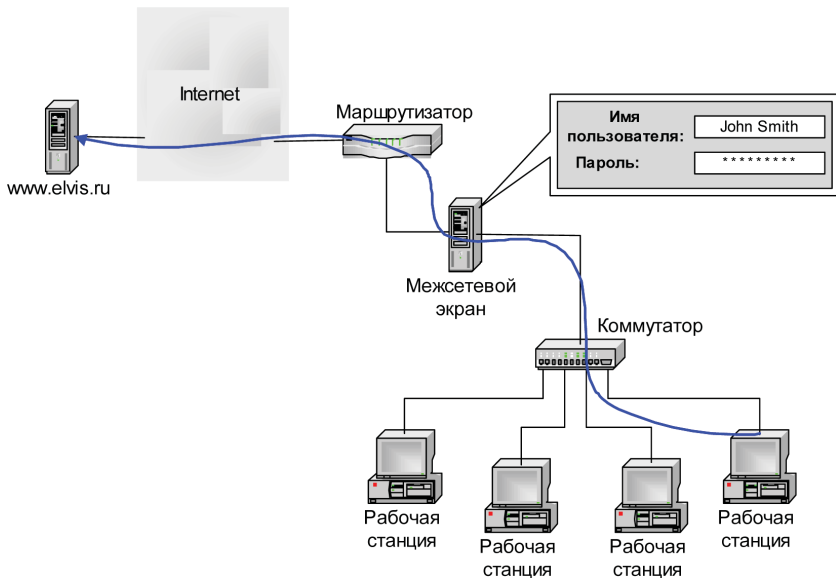 Internet
Маршрутизатор
Имя
пользователя:
John Smith
Пароль:
* * * * * * * * *
www.elvis.ru
Межсетевой
экран
Коммутатор
Рабочая
станция
Рабочая
станция
Рабочая
станция
Рабочая
станция